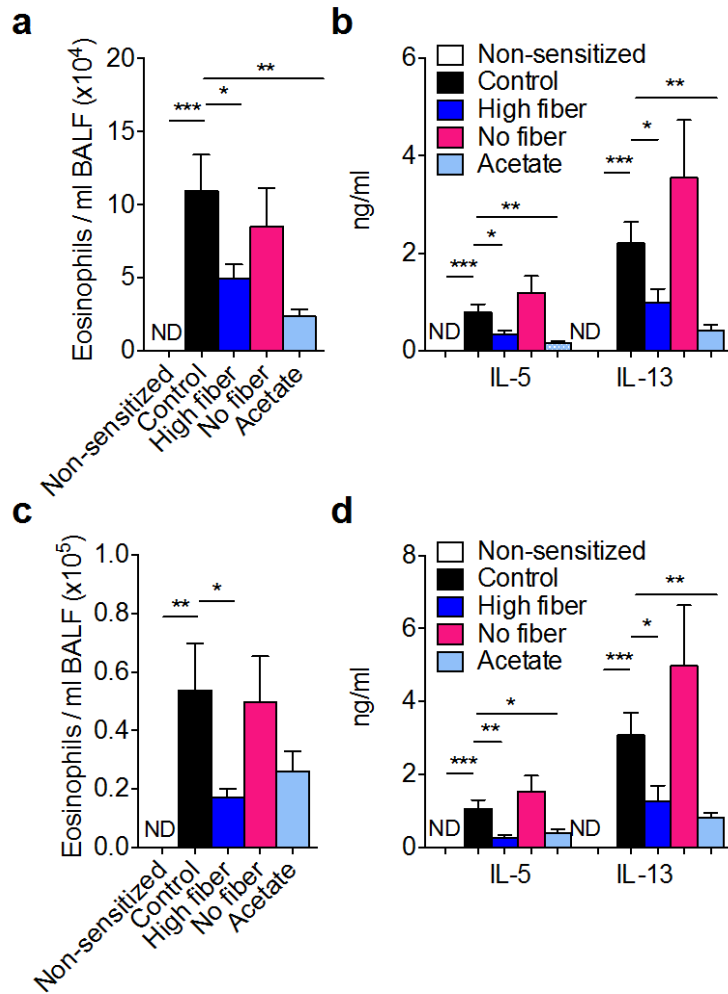 a
Eosinophils / ml BALF (x10⁴)
20
15
10
5
0
**
*
***
ND
Non-sensitized
Control
High fiber
No fiber
Acetate
b
ng/ml
6
4
2
0
Non-sensitized
Control
High fiber
No fiber
Acetate
**
*
***
**
*
***
ND
ND
IL-5
IL-13
c
Eosinophils / ml BALF (x10⁵)
1.0
0.8
0.6
0.4
0.2
0.0
*
**
ND
Non-sensitized
Control
High fiber
No fiber
Acetate
d
ng/ml
8
6
4
2
0
Non-sensitized
Control
High fiber
No fiber
Acetate
**
*
***
*
**
***
ND
ND
IL-5
IL-13